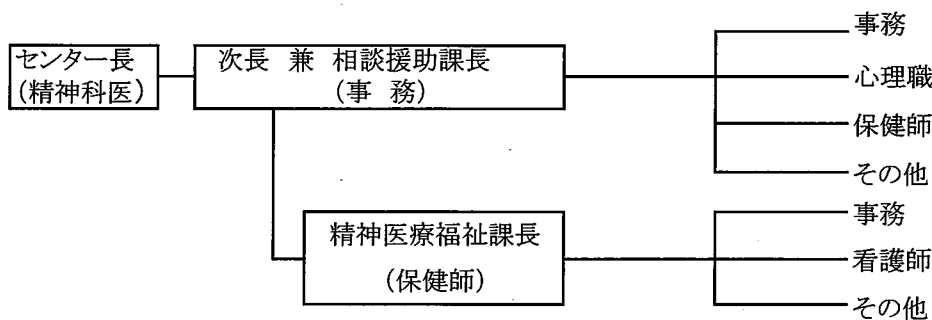 センター長
(精神科医)
次長 兼 相談援助課長
(事 務)
事務
心理職
保健師
その他
精神医療福祉課長
(保健師)
事務
看護師
その他